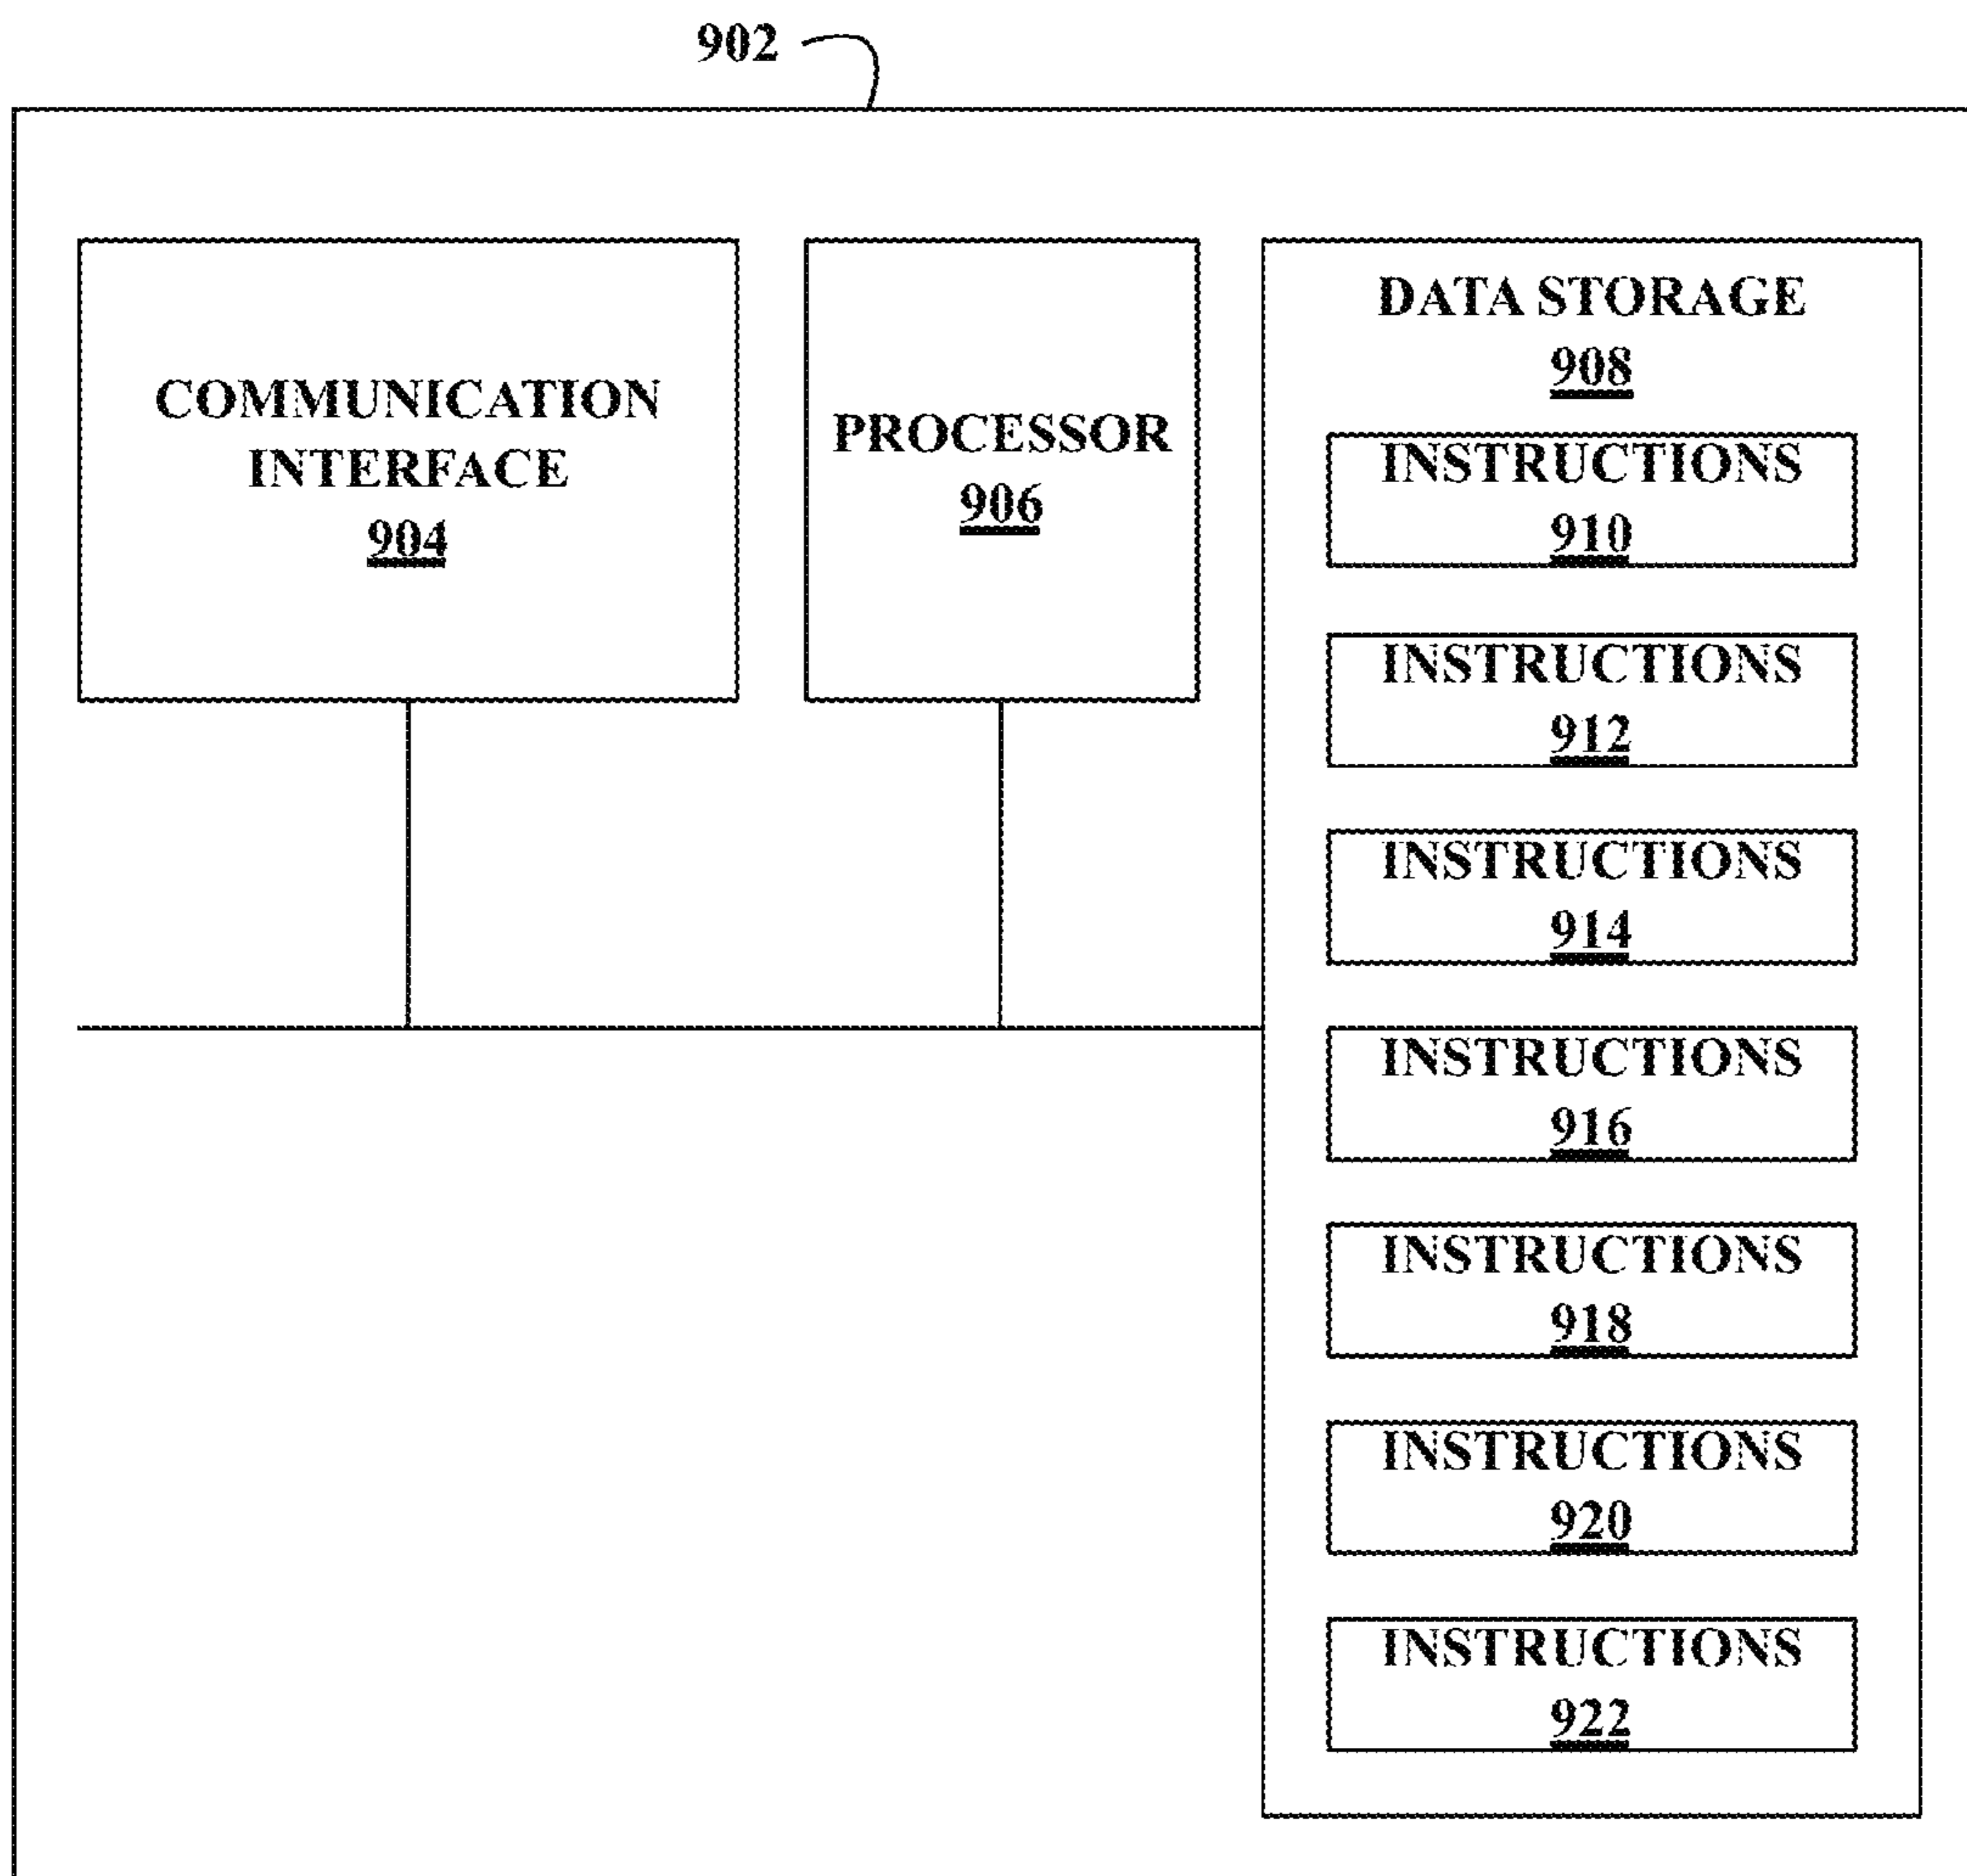 902
COMMUNICATION
INTERFACE
904
PROCESSOR
906
DATA STORAGE
908
INSTRUCTIONS
910
INSTRUCTIONS
912
INSTRUCTIONS
914
INSTRUCTIONS
916
INSTRUCTIONS
918
INSTRUCTIONS
920
INSTRUCTIONS
922